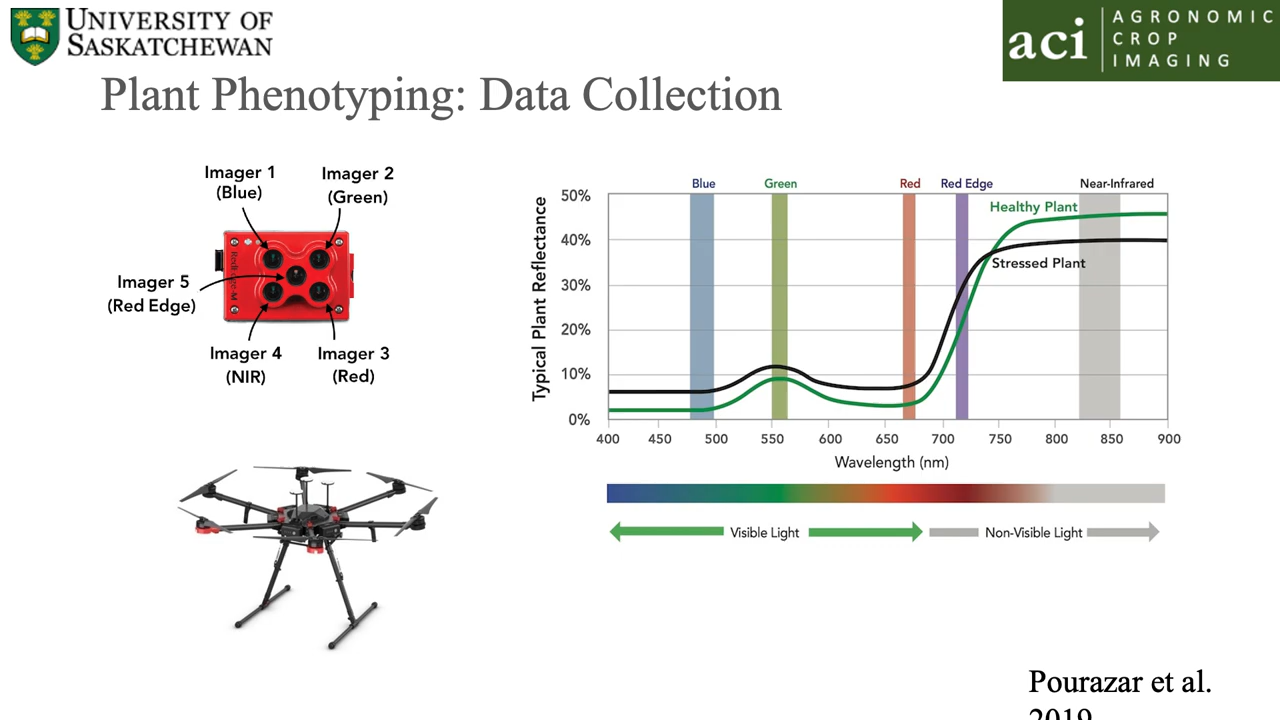 UNIVERSITY OF
SASKATCHEWAN
aci
AGRONOMIC
CROP
IMAGING
Plant Phenotyping: Data Collection
Imager 1
(Blue)
Imager 2
(Green)
Imager 5
(Red Edge)
Imager 4
(NIR)
Imager 3
(Red)
Typical Plant Reflectance
Blue
Green
Red
Red Edge
Near-Infrared
50%
40%
30%
20%
10%
0%
Healthy Plant
Stressed Plant
400
450
500
550
600
650
700
750
800
850
900
Wavelength (nm)
Visible Light
Non-Visible Light
Pourazar et al.
2019